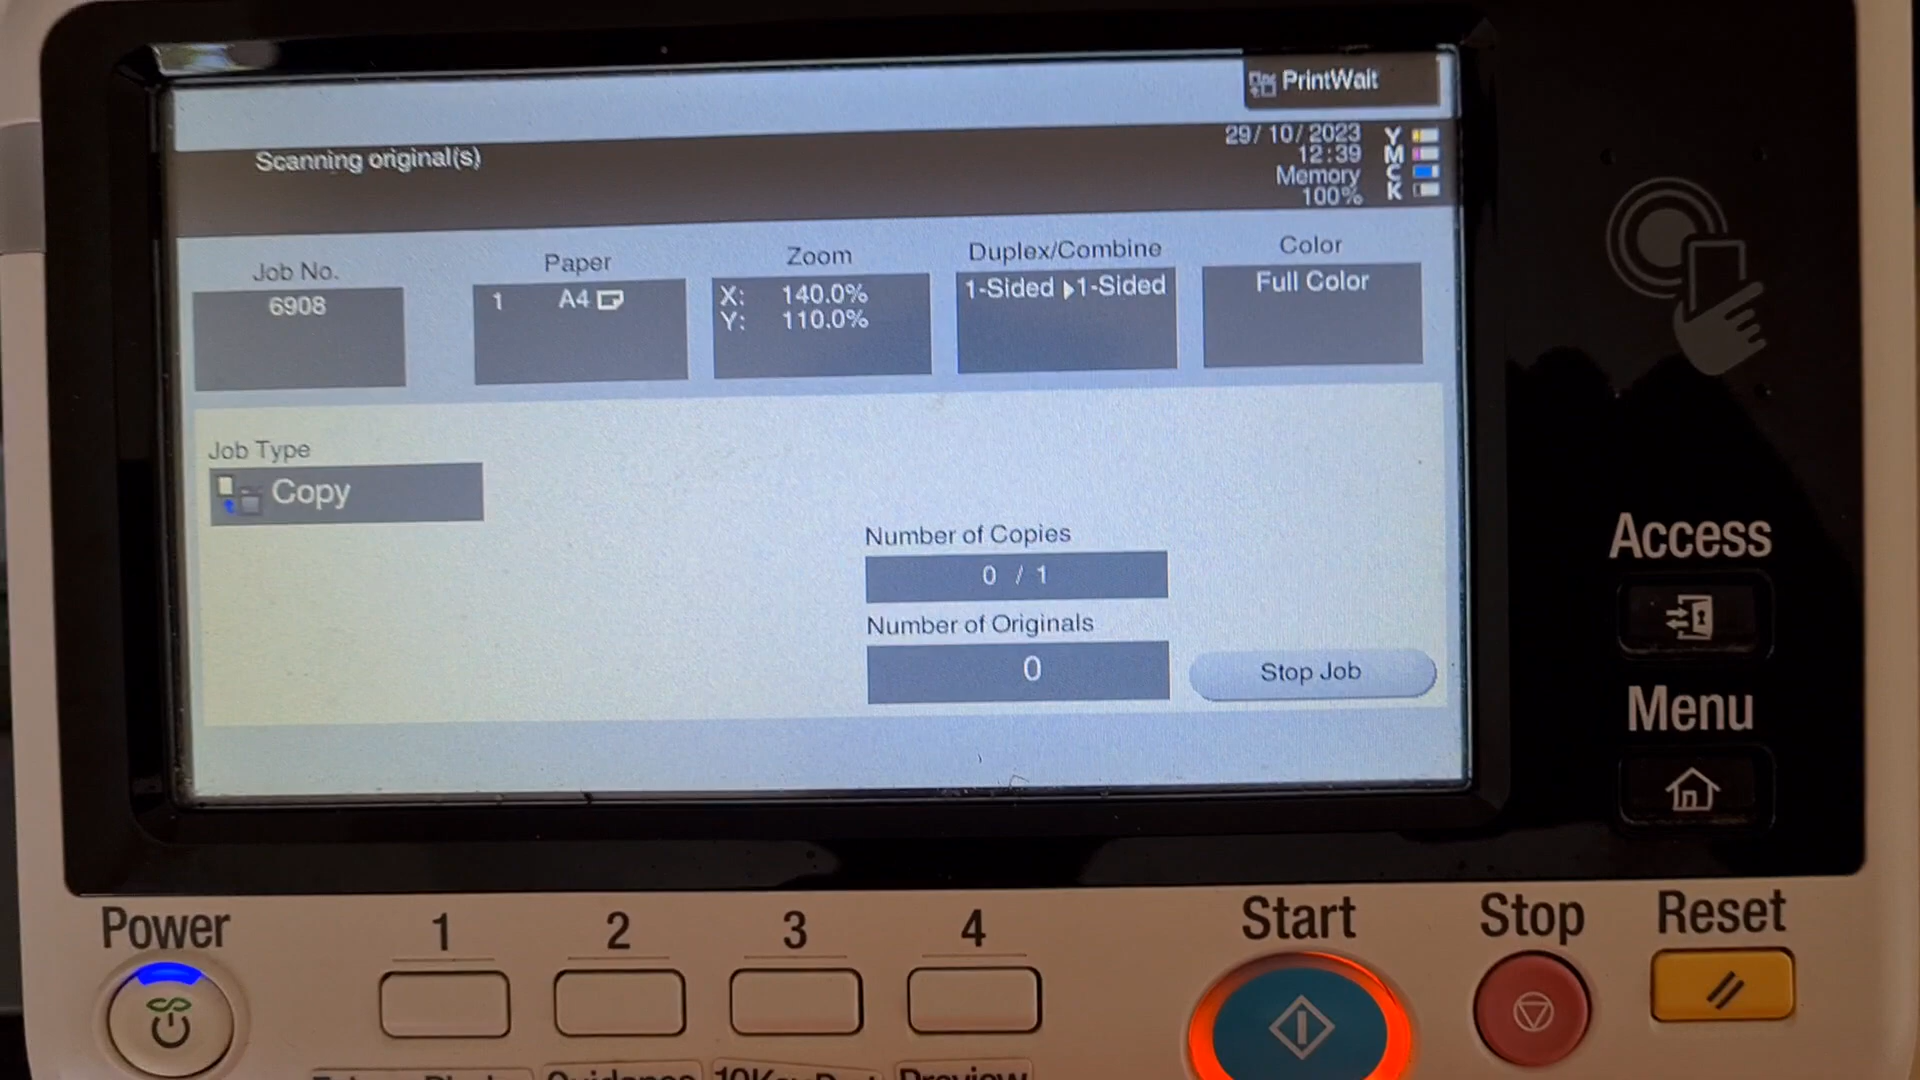 PrintWait
Scanning original(s)
29/10/2023
12:39
Memory
100%
Y
M
C
K
Job No.
6908
Paper
1 A4
Zoom
X: 140.0%
Y: 110.0%
Duplex/Combine
1-Sided ▶1-Sided
Color
Full Color
Job Type
Copy
Number of Copies
0 / 1
Number of Originals
0
Stop Job
Access
Menu
Power
1
2
3
4
Start
Stop
Reset
Guidance
Preview